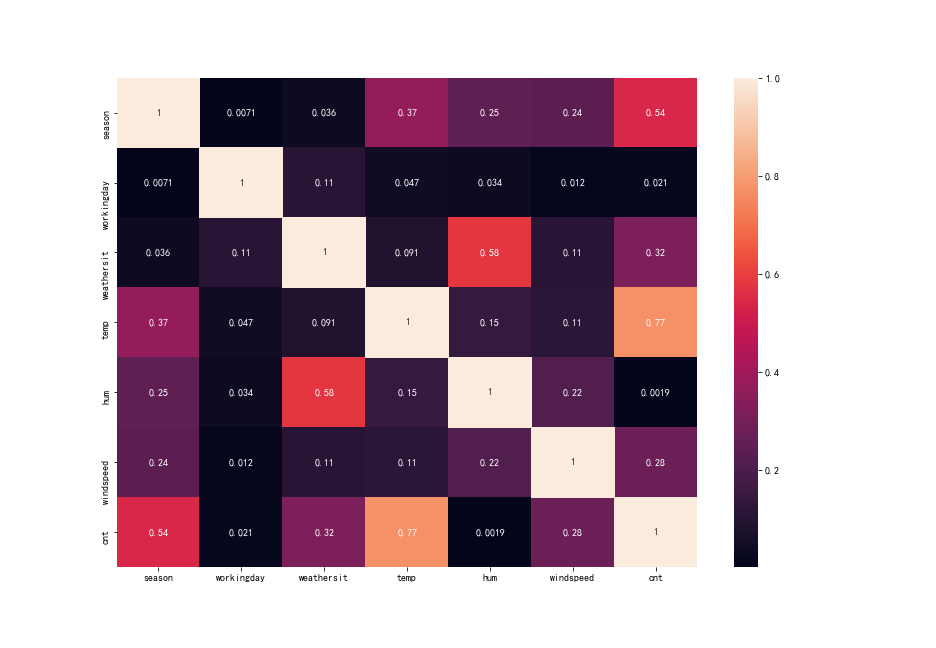 season 1 0.0071 0.036 0.37 0.25 0.24 0.54
workingday 0.0071 1 0.11 0.047 0.034 0.012 0.021
weathersit 0.036 0.11 1 0.091 0.58 0.11 0.32
temp 0.37 0.047 0.091 1 0.15 0.11 0.77
hum 0.25 0.034 0.58 0.15 1 0.22 0.0019
windspeed 0.24 0.012 0.11 0.11 0.22 1 0.28
cnt 0.54 0.021 0.32 0.77 0.0019 0.28 1
season workingday weathersit temp hum windspeed cnt
1.0
0.8
0.6
0.4
0.2